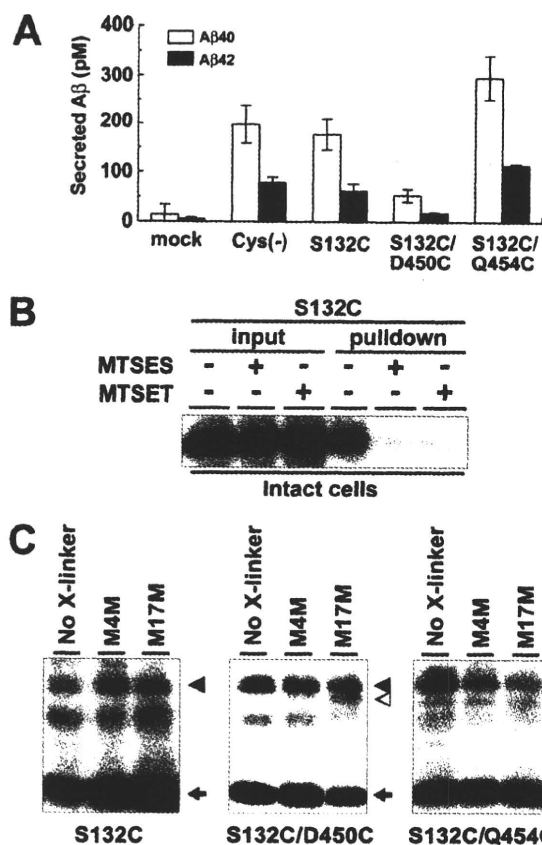 A
Secreted Aβ (pM)
400
300
200
100
0
Aβ40
Aβ42
mock
Cys(-)
S132C
S132C/
D450C
S132C/
Q454C
B
S132C
input
pulldown
MTSES - + - - + -
MTSET - - + - - +
Intact cells
C
No X-linker
M4M
M17M
No X-linker
M4M
M17M
No X-linker
M4M
M17M
S132C
S132C/D450C
S132C/Q454C